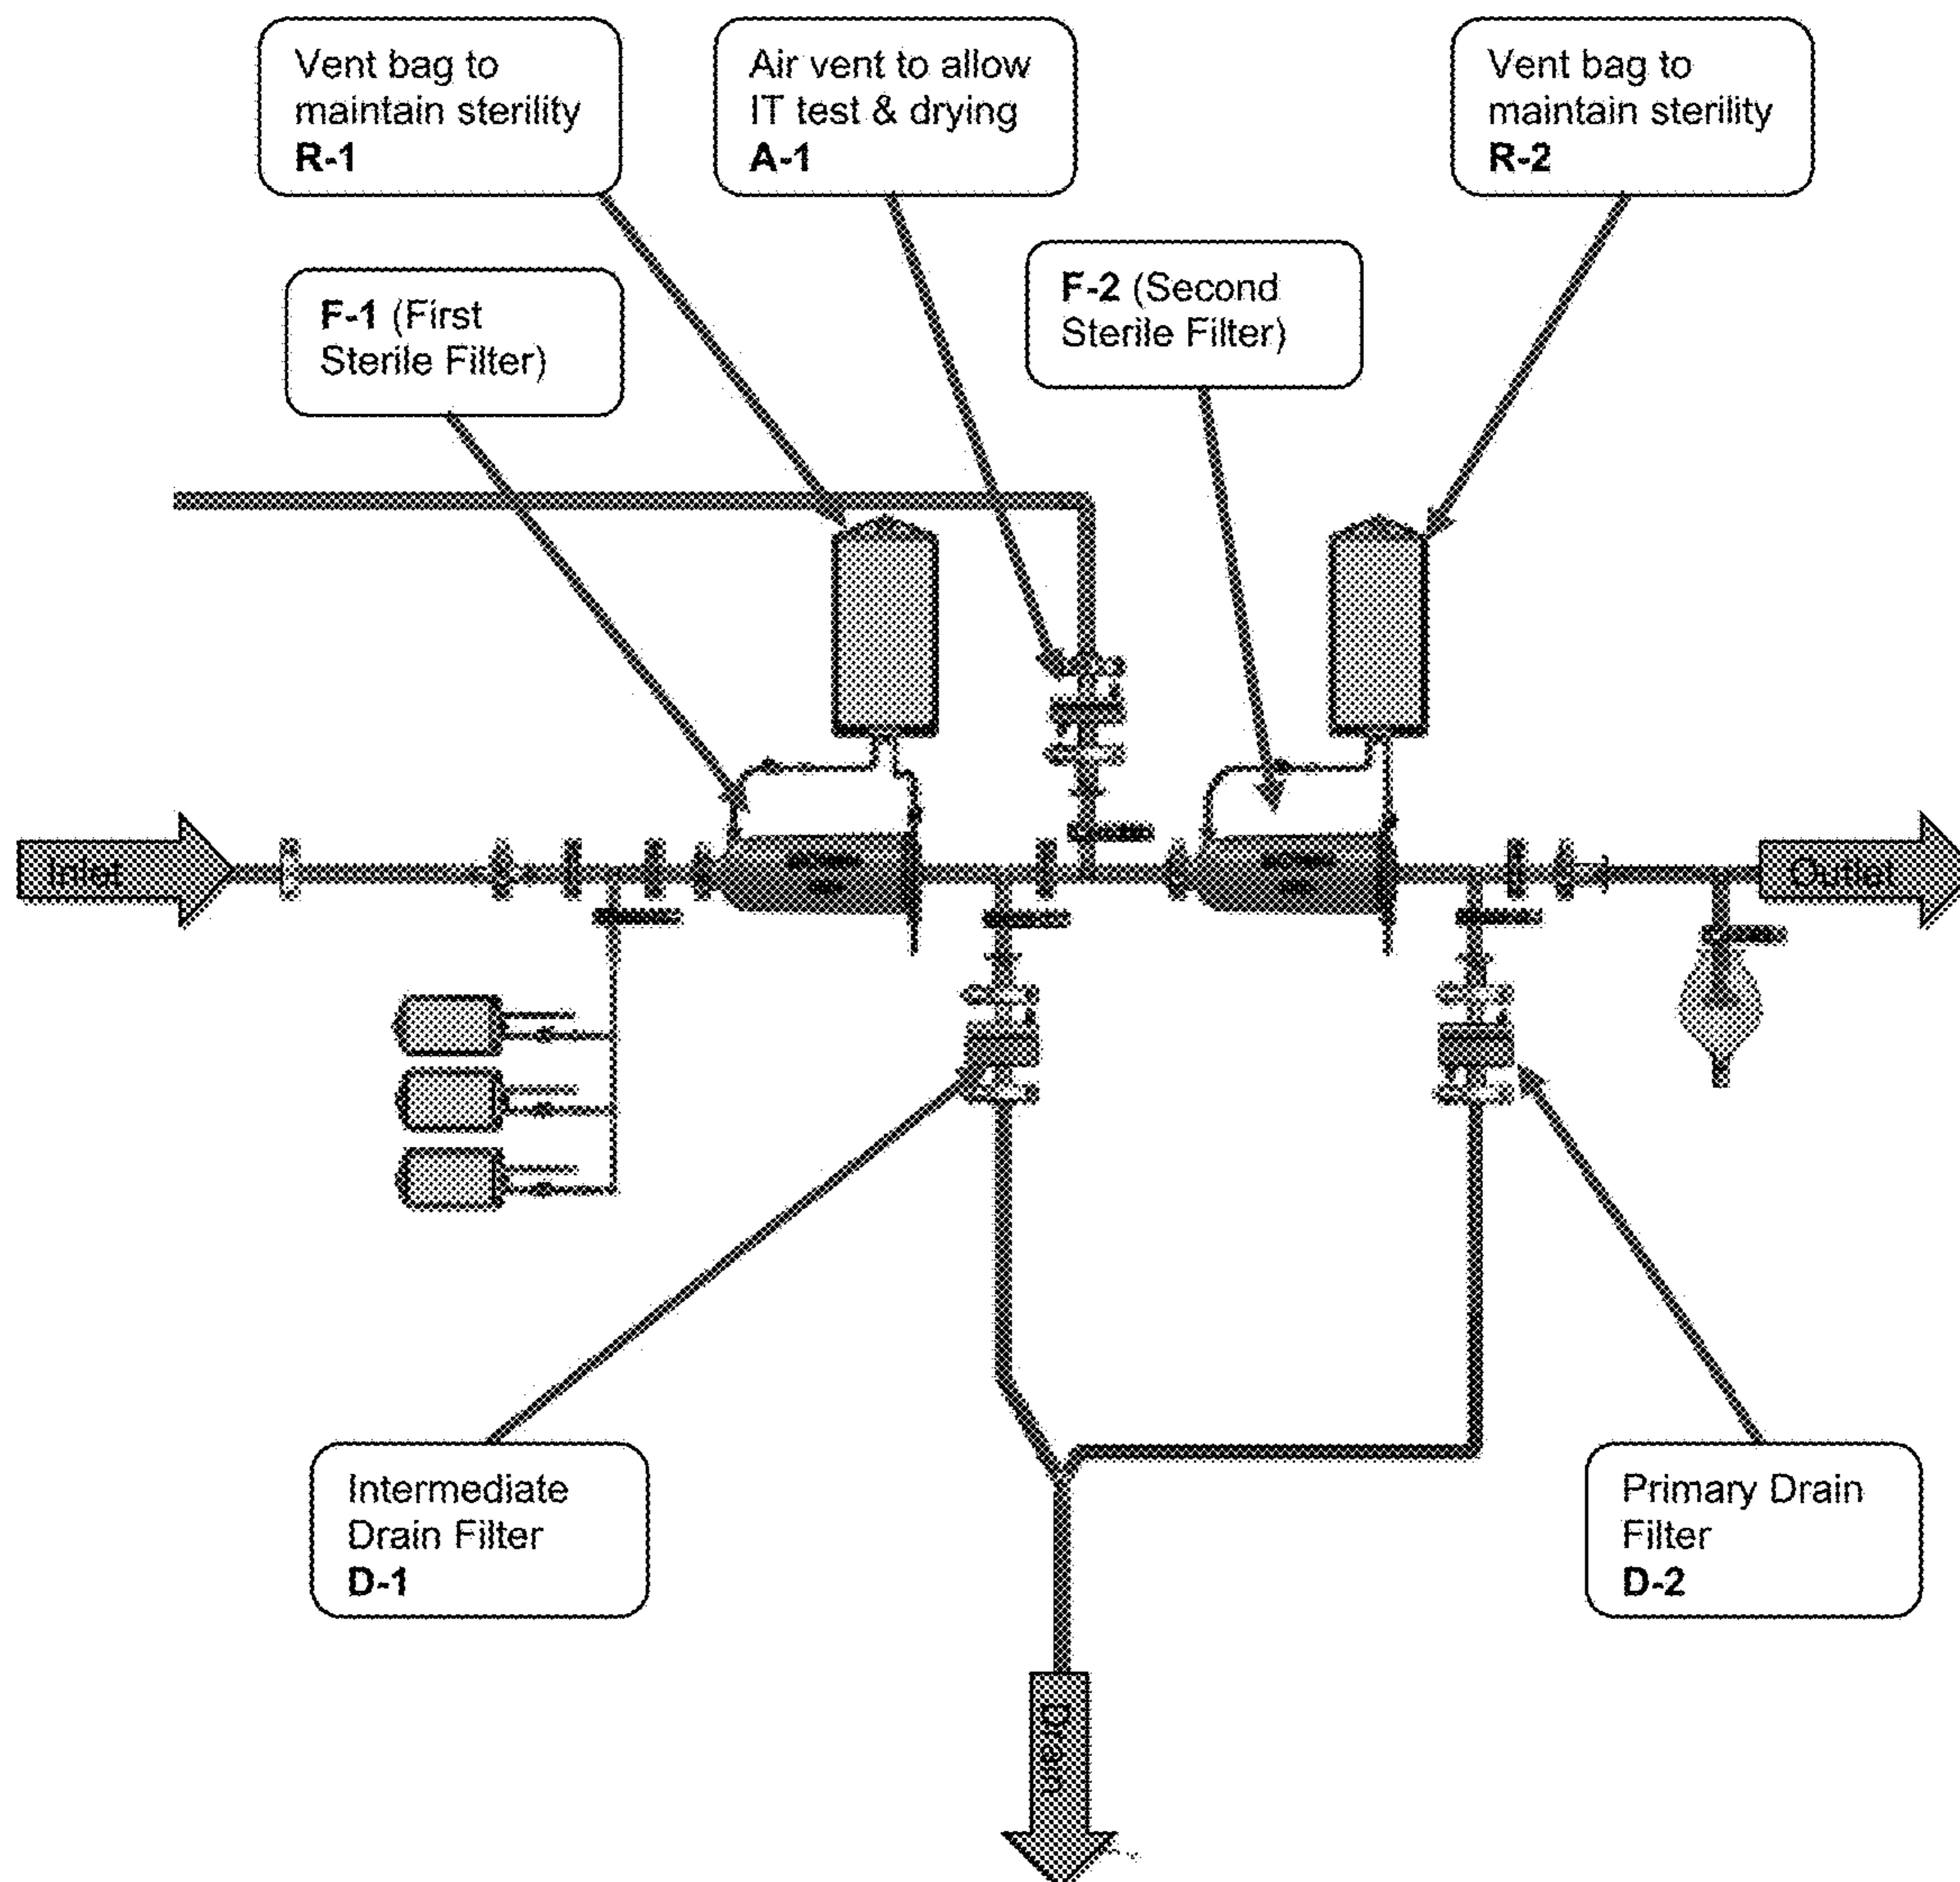 Vent bag to
maintain sterility
R-1
Air vent to allow
IT test & drying
A-1
Vent bag to
maintain sterility
R-2
F-1 (First
Sterile Filter)
F-2 (Second
Sterile Filter)
Inlet
Outlet
Intermediate
Drain Filter
D-1
Primary Drain
Filter
D-2
Drain